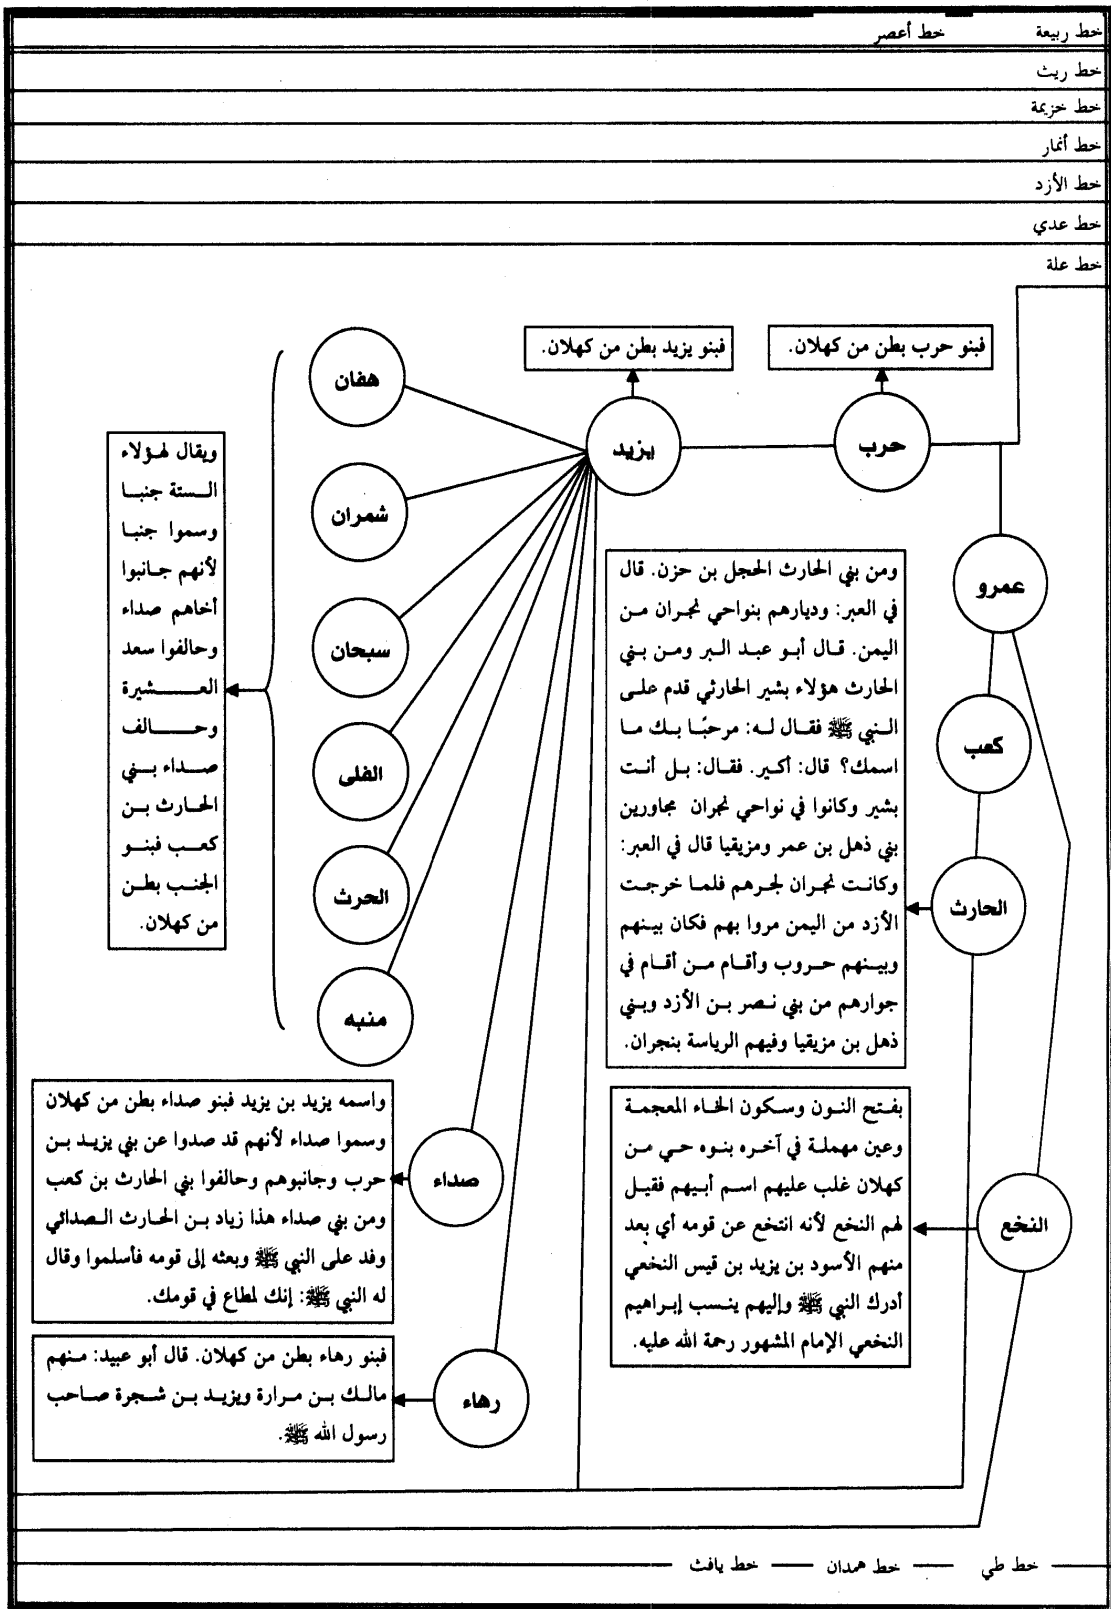 خط ربيعة
خط أعصر
خط ريث
خط خزيمة
خط أنمار
خط الأزد
خط عدي
خط علة
فبنو حرب بطن من كهلان.
فبنو يزيد بطن من كهلان.
حرب
يزيد
هفان
شمران
سبحان
الفلى
الحرث
منبه
ويقال لهؤلاء
الستة جنبا
وسموا جنبا
لأنهم جانبوا
أخاهم صداء
وحالفوا سعد
العشيرة
وحالف
صداء بني
الحارث بن
كعب فبنو
الجنب بطن
من كهلان.
عمرو
كعب
الحارث
ومن بني الحارث الحجل بن حزن. قال
في العبر: وديارهم بنواحي نجران من
اليمن. قال أبو عبد البر ومن بني
الحارث هؤلاء بشير الحارثي قدم على
النبي ﷺ فقال له: مرحبًا بك ما
اسمك؟ قال: أكبر. فقال: بل أنت
بشير وكانوا في نواحي نجران مجاورين
بني ذهل بن عمر ومزيقيا قال في العبر:
وكانت نجران لجرهم فلما خرجت
الأزد من اليمن مروا بهم فكان بينهم
وبينهم حروب وأقام من أقام في
جوارهم من بني نصر بن الأزد وبني
ذهل بن مزيقيا وفيهم الرياسة بنجران.
النخع
بفتح النون وسكون الخاء المعجمة
وعين مهملة في آخره بنوه حي من
كهلان غلب عليهم اسم أبيهم فقيل
لهم النخع لأنه انتخع عن قومه أي بعد
منهم الأسود بن يزيد بن قيس النخعي
أدرك النبي ﷺ وإليهم ينسب إبراهيم
النخعي الإمام المشهور رحمة الله عليه.
صداء
واسمه يزيد بن يزيد فبنو صداء بطن من كهلان
وسموا صداء لأنهم قد صدوا عن بني يزيد بن
حرب وجانبوهم وحالفوا بني الحارث بن كعب
ومن بني صداء هذا زياد بن الحارث الصدائي
وفد على النبي ﷺ وبعثه إلى قومه فأسلموا وقال
له النبي ﷺ: إنك لمطاع في قومك.
رهاء
فبنو رهاء بطن من كهلان. قال أبو عبيد: منهم
مالك بن مرارة ويزيد بن شجرة صاحب
رسول الله ﷺ.
خط طي
خط همدان
خط يافث